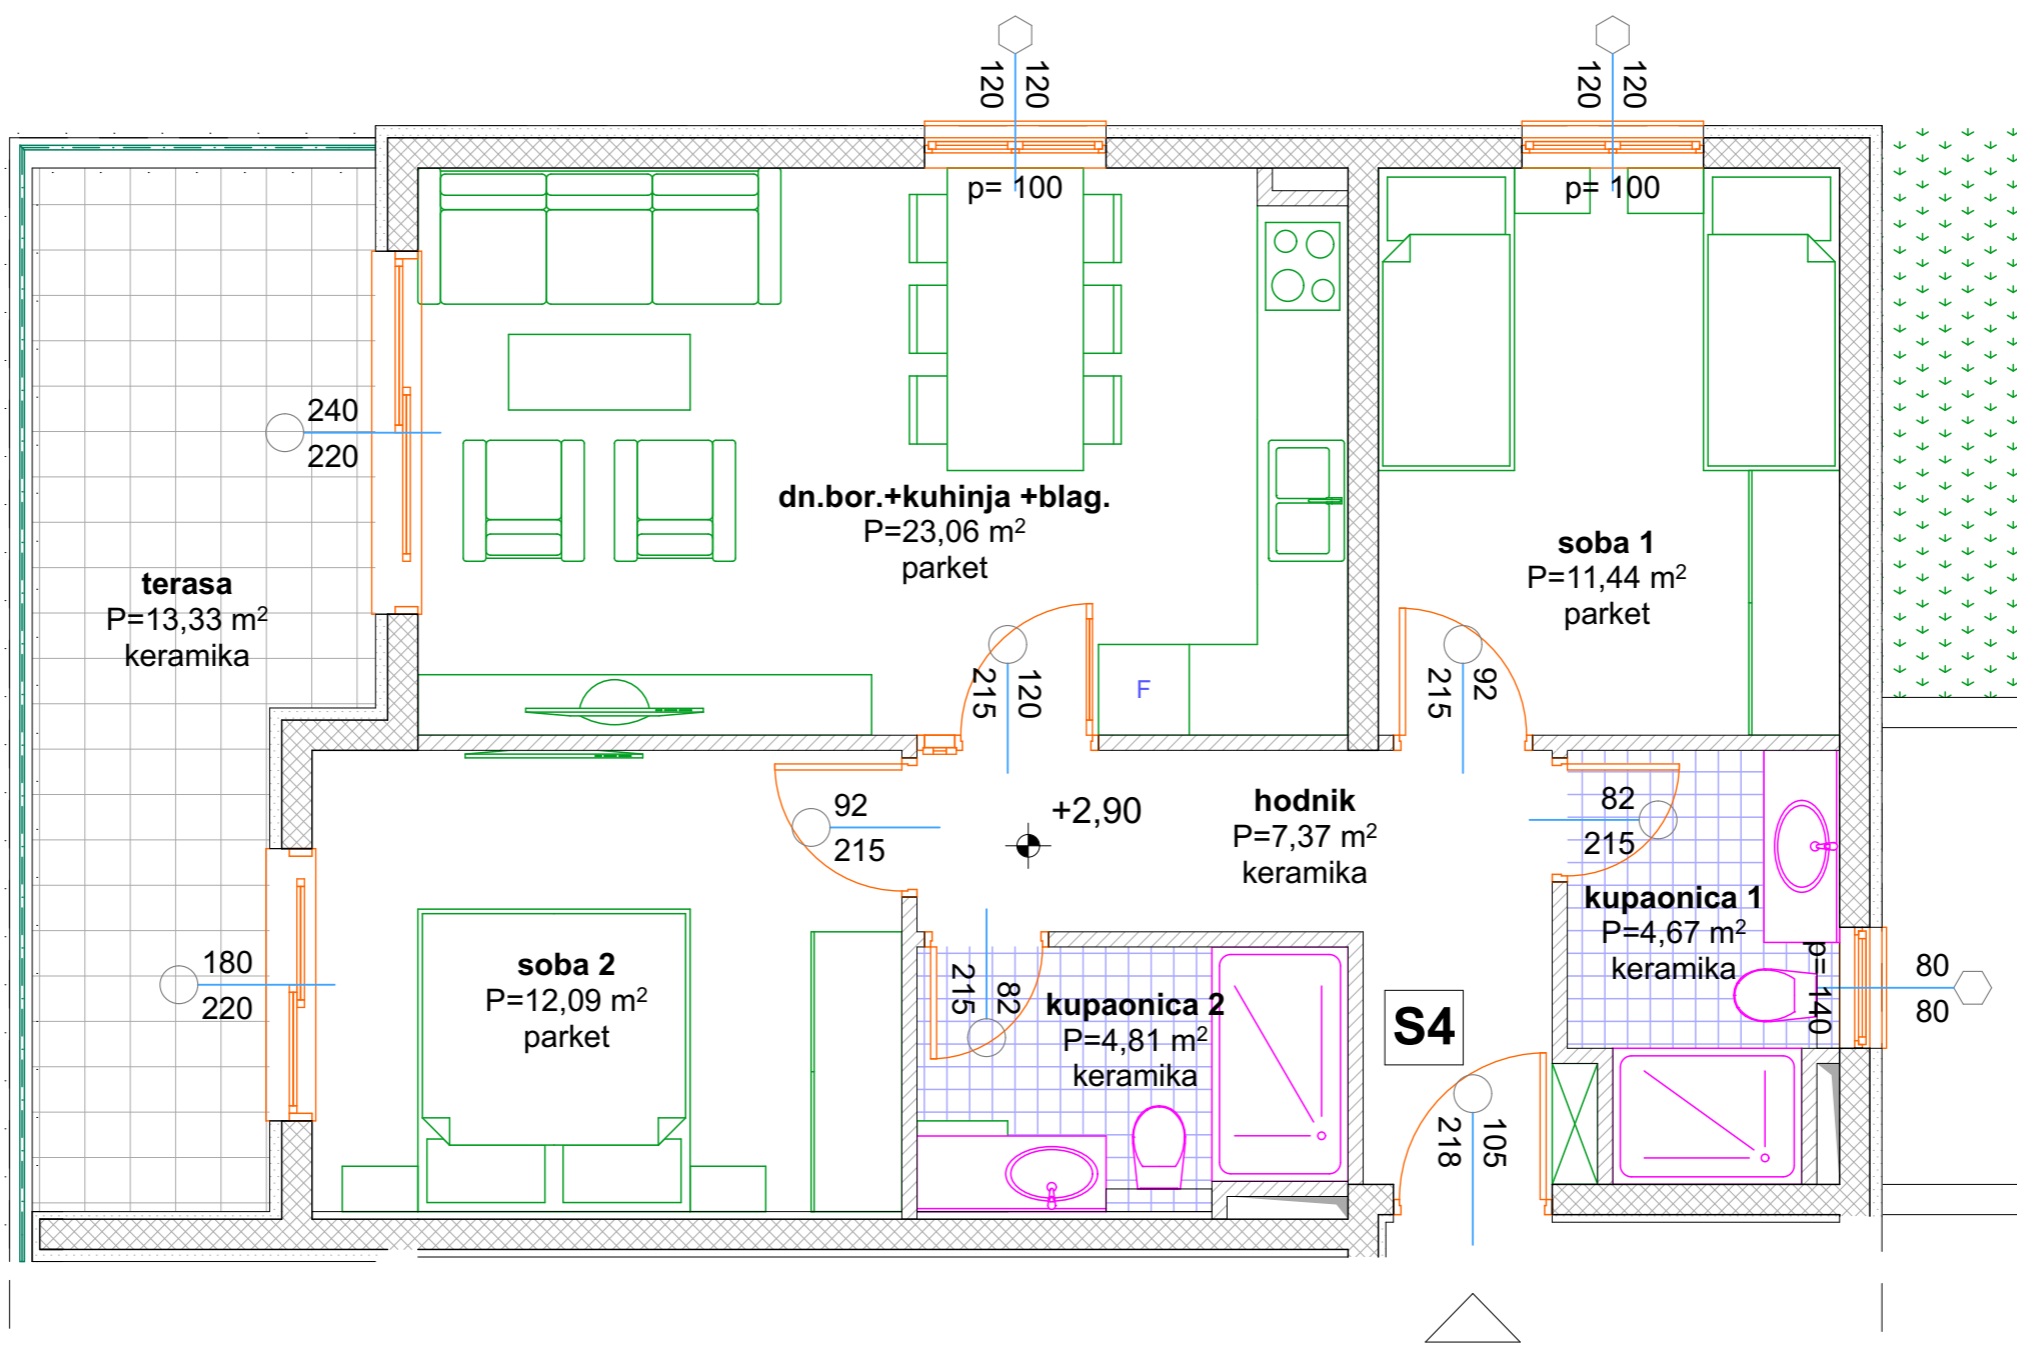 120
120
120
120
p= 100
p= 100
240
220
dn.bor.+kuhinja +blag.
P=23,06 m²
parket
soba 1
P=11,44 m²
parket
terasa
P=13,33 m²
keramika
120
215
F
92
215
92
215
+2,90
hodnik
P=7,37 m²
keramika
82
215
kupaonica 1
P=4,67 m²
keramika
p= 140
80
80
180
220
soba 2
P=12,09 m²
parket
82
215
kupaonica 2
P=4,81 m²
keramika
S4
105
218